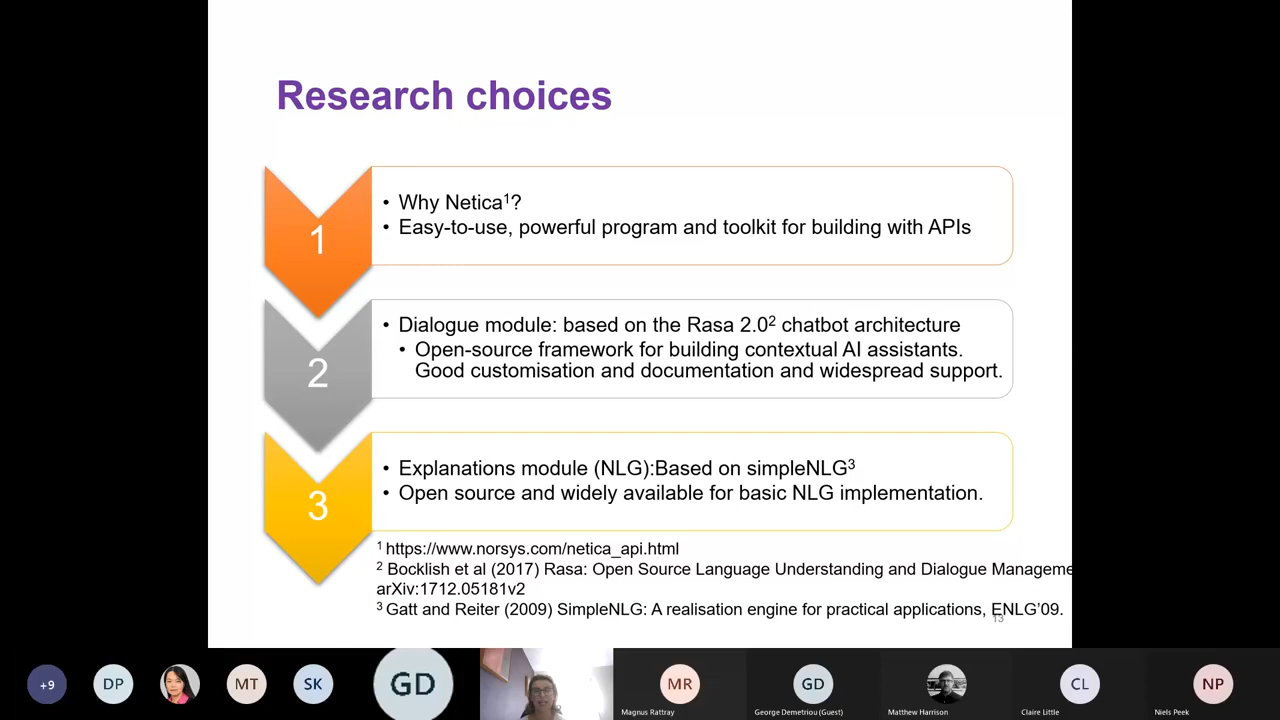 Research choices
1
• Why Netica¹?
• Easy-to-use, powerful program and toolkit for building with APIs
2
• Dialogue module: based on the Rasa 2.0² chatbot architecture
• Open-source framework for building contextual AI assistants.
Good customisation and documentation and widespread support.
3
• Explanations module (NLG):Based on simpleNLG³
• Open source and widely available for basic NLG implementation.
¹ https://www.norsys.com/netica_api.html
² Bocklish et al (2017) Rasa: Open Source Language Understanding and Dialogue Manageme
arXiv:1712.05181v2
³ Gatt and Reiter (2009) SimpleNLG: A realisation engine for practical applications, ENLG’09.
13
+9
DP
MT
SK
GD
MR
Magnus Rattray
GD
George Demetriou (Guest)
Matthew Harrison
CL
Claire Little
NP
Niels Peek